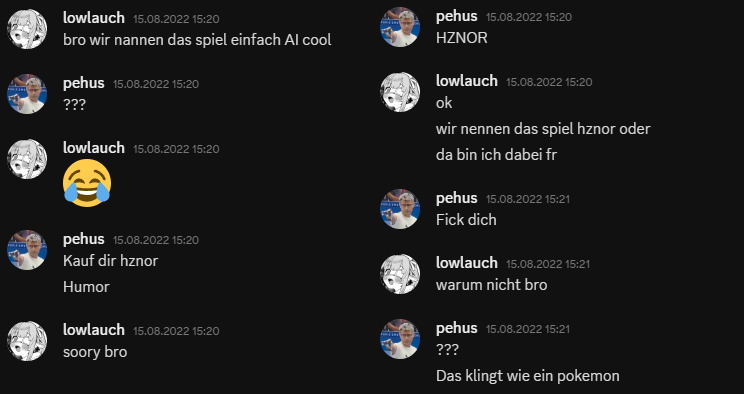 lowlauch 15.08.2022 15:20
bro wir nannen das spiel einfach AI cool
pehus 15.08.2022 15:20
???
lowlauch 15.08.2022 15:20
😂
pehus 15.08.2022 15:20
Kauf dir hznor
Humor
lowlauch 15.08.2022 15:20
soory bro
pehus 15.08.2022 15:20
HZNOR
lowlauch 15.08.2022 15:20
ok
wir nennen das spiel hznor oder
da bin ich dabei fr
pehus 15.08.2022 15:21
Fick dich
lowlauch 15.08.2022 15:21
warum nicht bro
pehus 15.08.2022 15:21
???
Das klingt wie ein pokemon